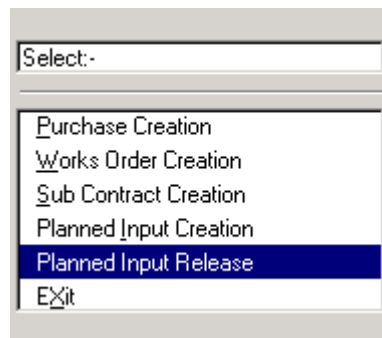 Select:-
Purchase Creation
Works Order Creation
Sub Contract Creation
Planned Input Creation
Planned Input Release
EXit